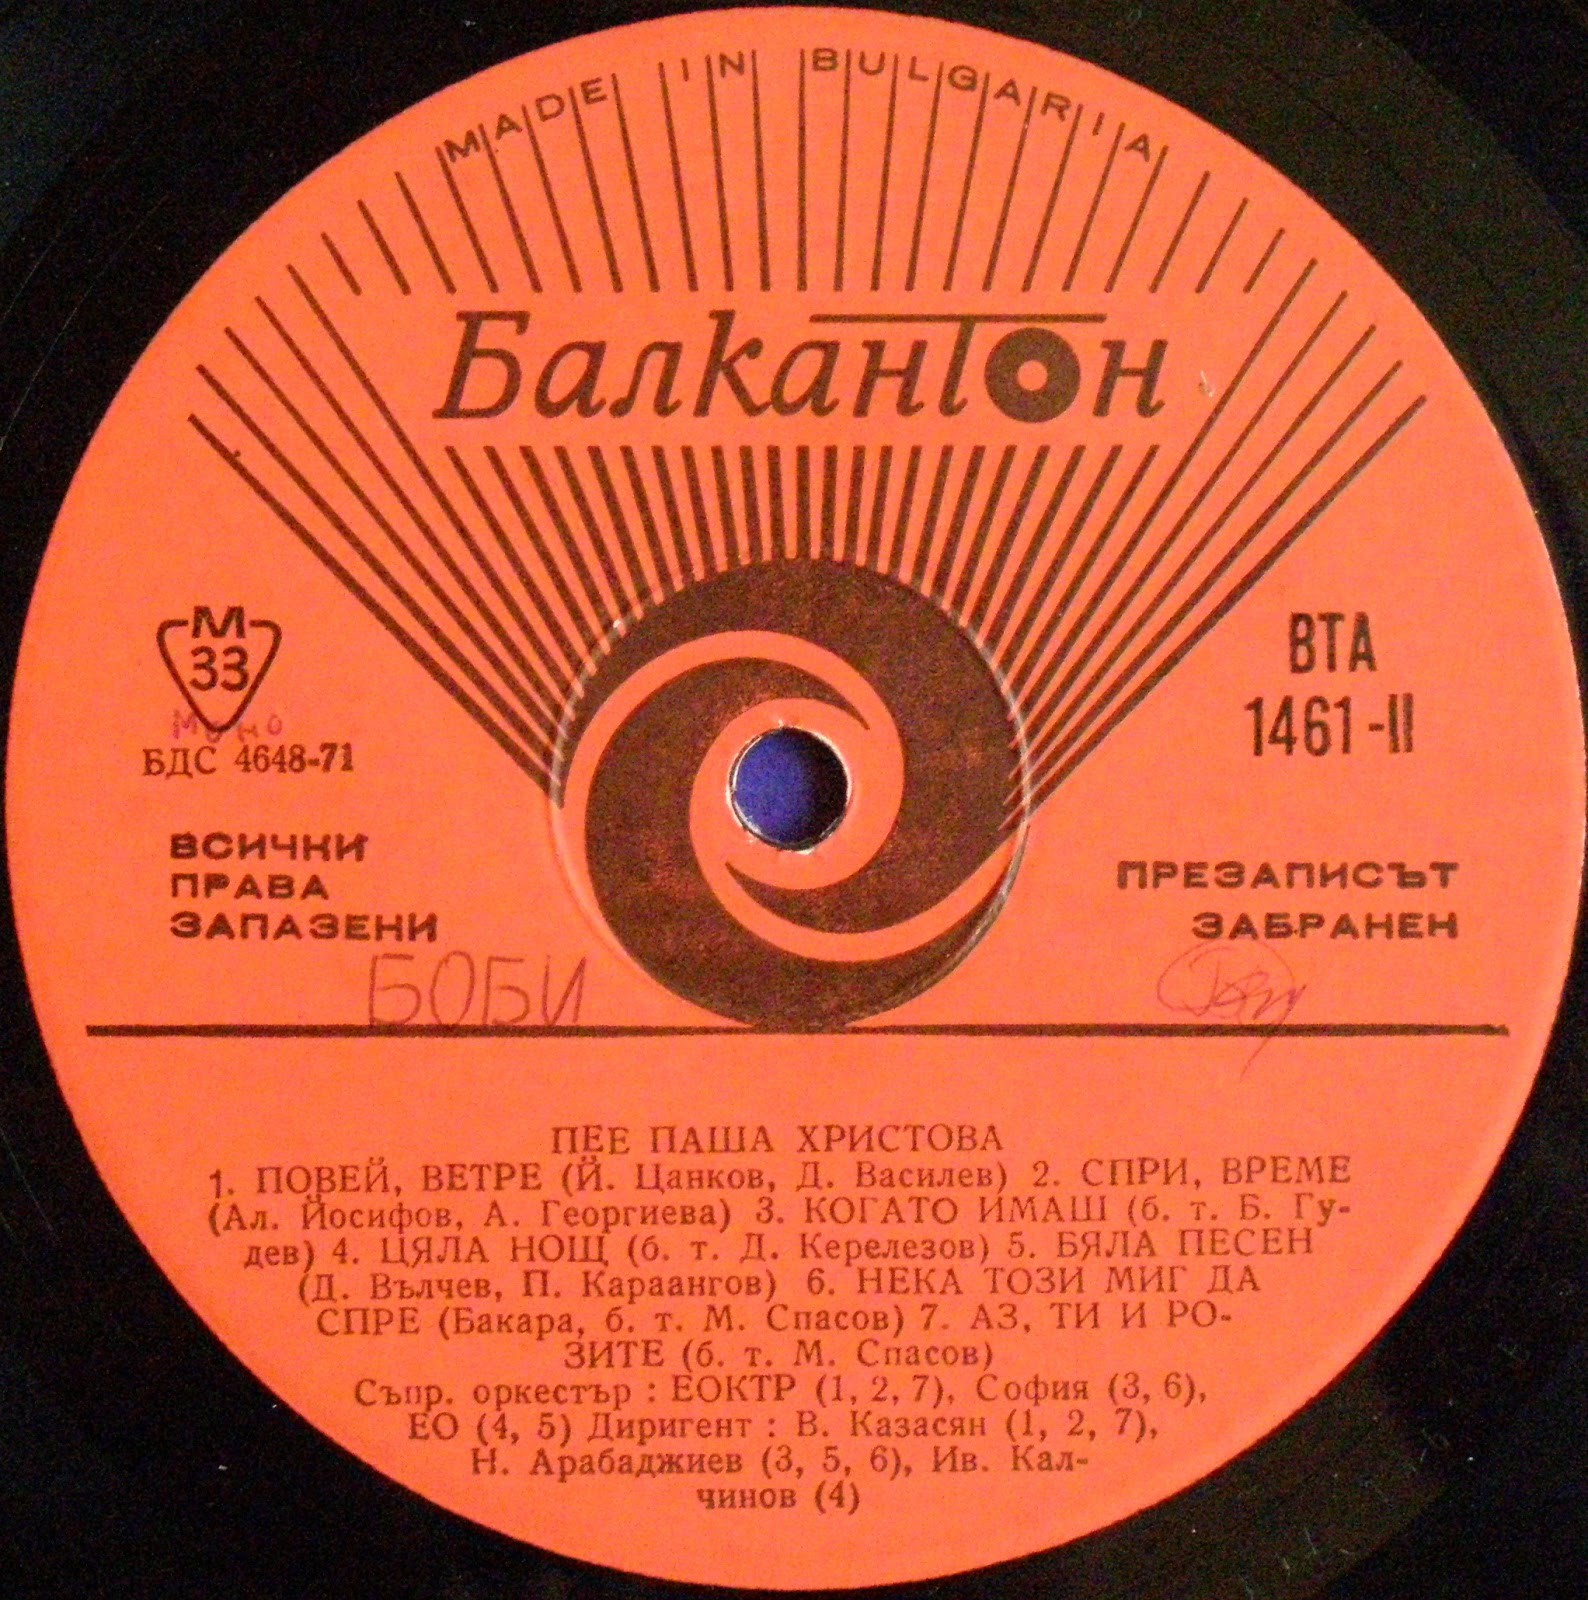 MADE IN BULGARIA
Балкантон
М
33
моно
БДС 4648-71
ВТА
1461-II
ВСИЧКИ
ПРАВА
ЗАПАЗЕНИ
ПРЕЗАПИСЪТ
ЗАБРАНЕН
БОБИ
ПЕЕ ПАША ХРИСТОВА
1. ПОВЕЙ, ВЕТРЕ (Й. Цанков, Д. Василев) 2. СПРИ, ВРЕМЕ
(Ал. Йосифов, А. Георгиева) 3. КОГАТО ИМАШ (б. т. Б. Гу-
дев) 4. ЦЯЛА НОЩ (б. т. Д. Керелезов) 5. БЯЛА ПЕСЕН
(Д. Вълчев, П. Караангов) 6. НЕКА ТОЗИ МИГ ДА
СПРЕ (Бакара, б. т. М. Спасов) 7. АЗ, ТИ И РО-
ЗИТЕ (б. т. М. Спасов)
Съпр. оркестър : ЕОКТР (1, 2, 7), София (3, 6),
ЕО (4, 5) Диригент : В. Казасян (1, 2, 7),
Н. Арабаджиев (3, 5, 6), Ив. Кал-
чинов (4)